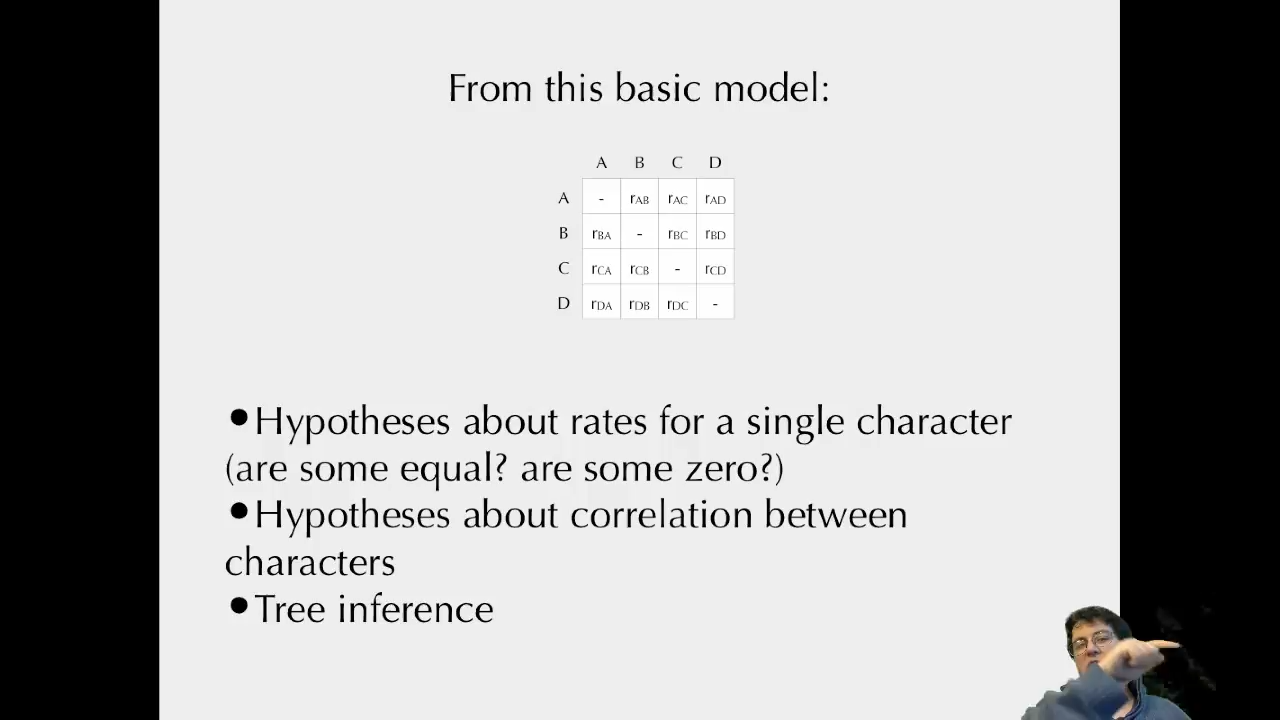 From this basic model:
A B C D
A - rAB rAC rAD
B rBA - rBC rBD
C rCA rCB - rCD
D rDA rDB rDC -
•Hypotheses about rates for a single character
(are some equal? are some zero?)
•Hypotheses about correlation between
characters
•Tree inference